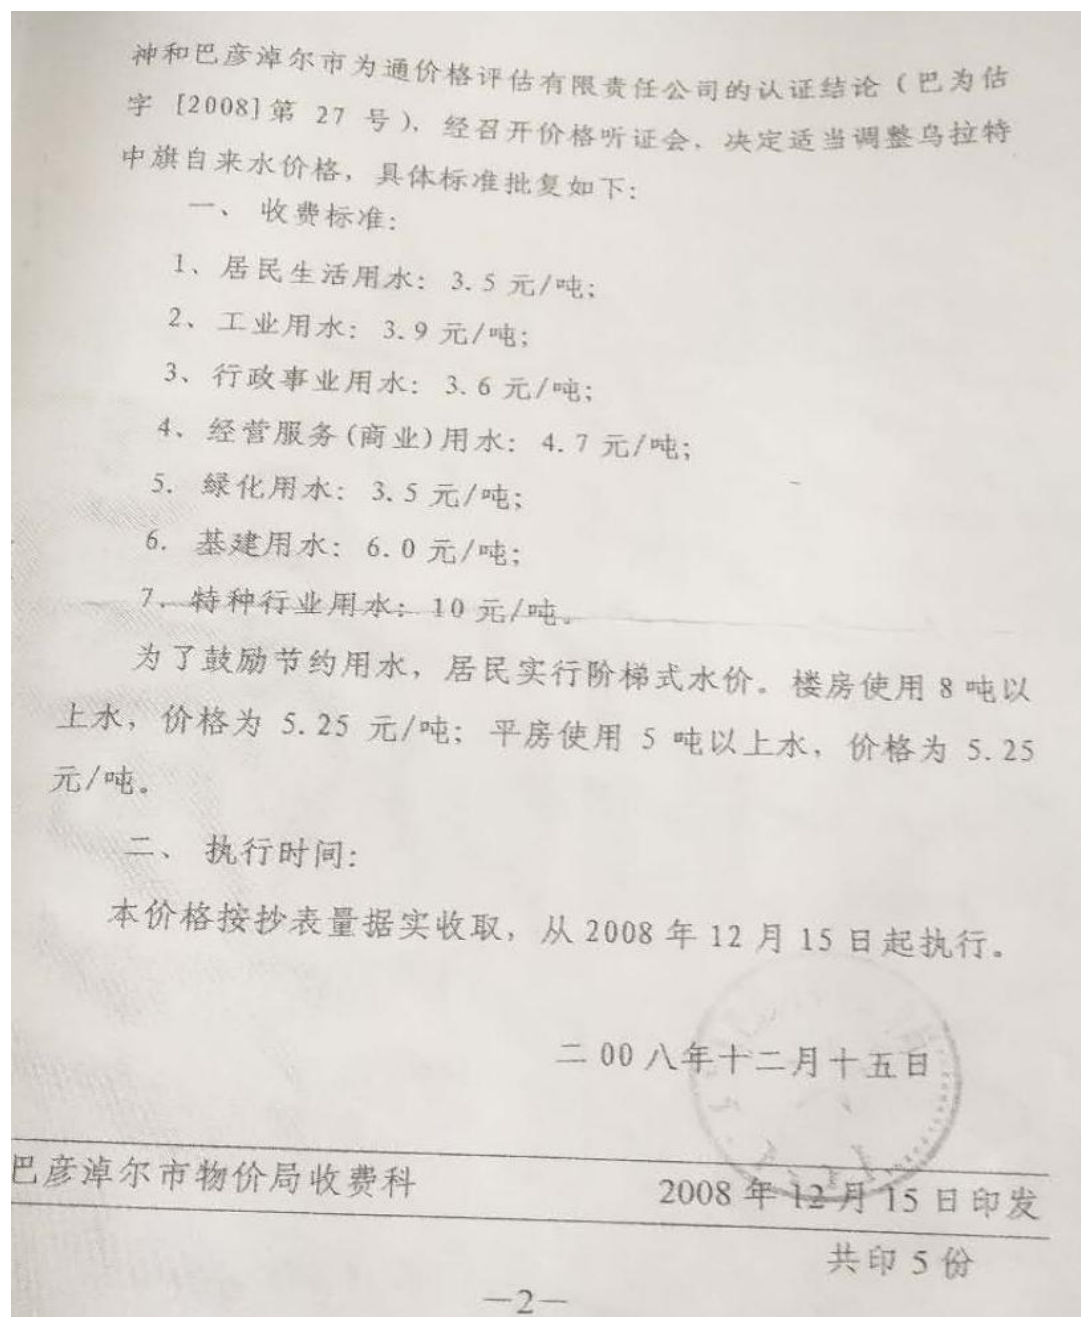 神和巴彦淖尔市为通价格评估有限责任公司的认证结论（巴为估
字［2008］第 27 号），经召开价格听证会，决定适当调整乌拉特
中旗自来水价格，具体标准批复如下：
一、收费标准：
1、居民生活用水：3.5 元/吨；
2、工业用水：3.9 元/吨；
3、行政事业用水：3.6 元/吨；
4、经营服务(商业)用水：4.7 元/吨；
5. 緑化用水：3.5 元/吨；
6. 基建用水：6.0 元/吨；
7. 特种行业用水：10 元/吨。
为了鼓励节约用水，居民实行阶梯式水价。楼房使用 8 吨以
上水，价格为 5.25 元/吨；平房使用 5 吨以上水，价格为 5.25
元/吨。
二、执行时间：
本价格按抄表量据实收取，从 2008 年 12 月 15 日起执行。
二 00 八年十二月十五日
巴彦淖尔市物价局收费科 2008 年 12 月 15 日印发
共印 5 份
—2—